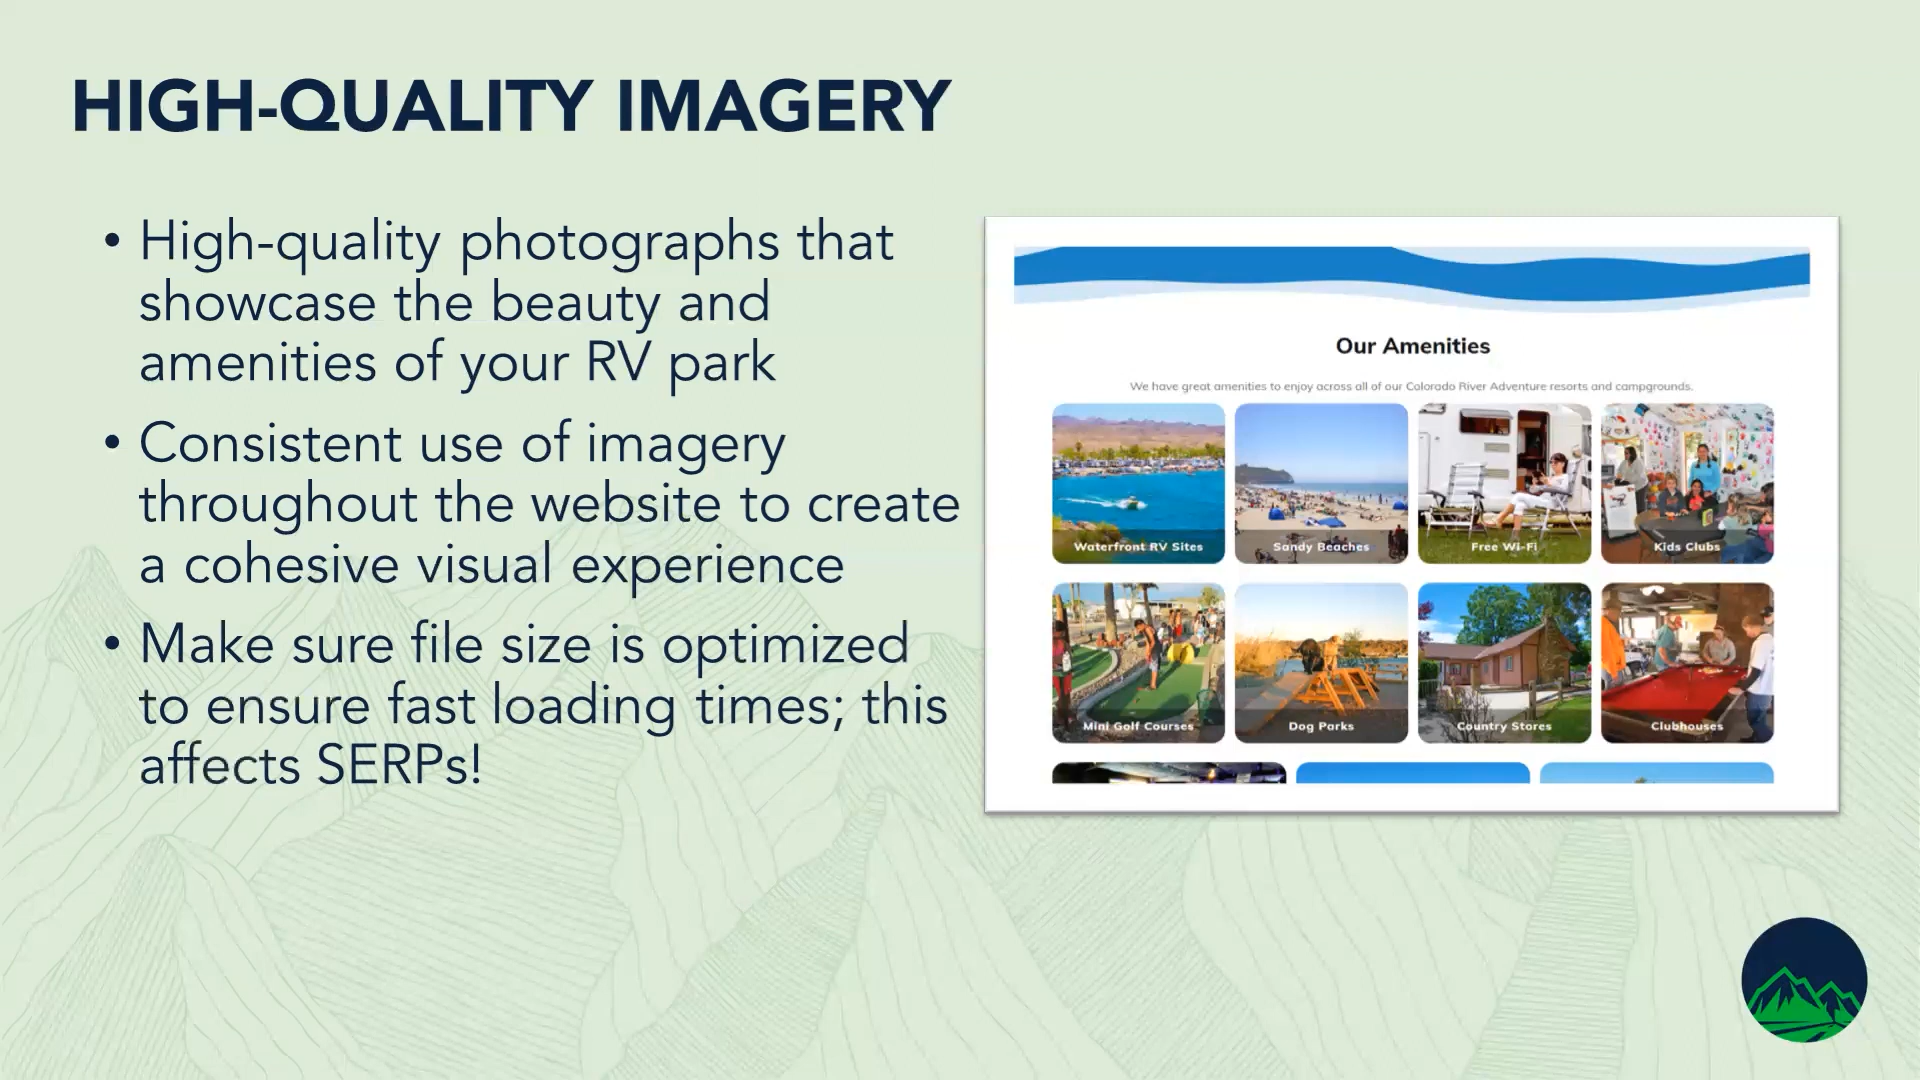 HIGH-QUALITY IMAGERY
• High-quality photographs that
showcase the beauty and
amenities of your RV park
• Consistent use of imagery
throughout the website to create
a cohesive visual experience
• Make sure file size is optimized
to ensure fast loading times; this
affects SERPs!
Our Amenities
We have great amenities to enjoy across all of our Colorado River Adventure resorts and campgrounds.
Waterfront RV Sites
Sandy Beaches
Free Wi-Fi
Kids Clubs
Mini Golf Courses
Dog Parks
Country Stores
Clubhouses